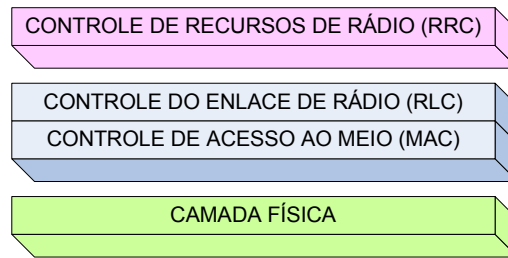 CONTROLE DE RECURSOS DE RÁDIO (RRC)
CONTROLE DO ENLACE DE RÁDIO (RLC)
CONTROLE DE ACESSO AO MEIO (MAC)
CAMADA FÍSICA